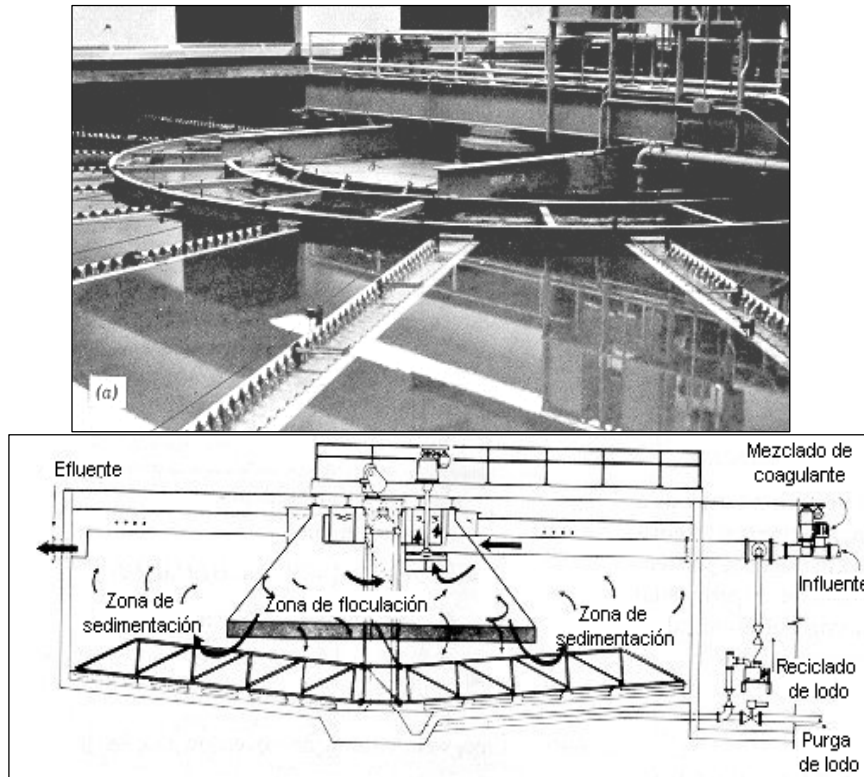 (a)
Efluente
Mezclado de
coagulante
Influente
Zona de
sedimentación
Zona de floculación
Zona de
sedimentación
Reciclado
de lodo
Purga
de lodo